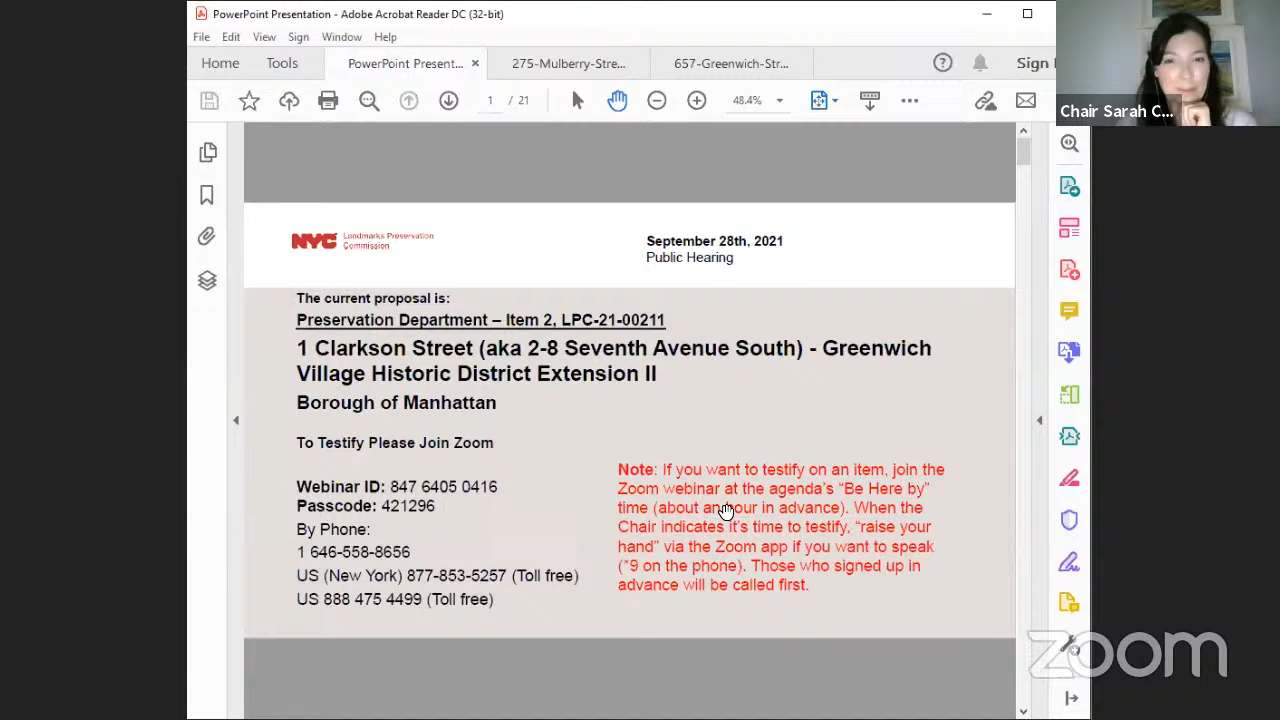 PowerPoint Presentation - Adobe Acrobat Reader DC (32-bit)
File Edit View Sign Window Help
Home Tools PowerPoint Present... × 275-Mulberry-Stre... 657-Greenwich-Str... Sign
1 / 21 48.4%
Chair Sarah C...
NYC Landmarks Preservation
Commission
September 28th, 2021
Public Hearing
The current proposal is:
Preservation Department – Item 2, LPC-21-00211
1 Clarkson Street (aka 2-8 Seventh Avenue South) - Greenwich
Village Historic District Extension II
Borough of Manhattan
To Testify Please Join Zoom
Webinar ID: 847 6405 0416
Passcode: 421296
By Phone:
1 646-558-8656
US (New York) 877-853-5257 (Toll free)
US 888 475 4499 (Toll free)
Note: If you want to testify on an item, join the
Zoom webinar at the agenda's “Be Here by”
time (about an hour in advance). When the
Chair indicates it's time to testify, “raise your
hand” via the Zoom app if you want to speak
(*9 on the phone). Those who signed up in
advance will be called first.
zoom